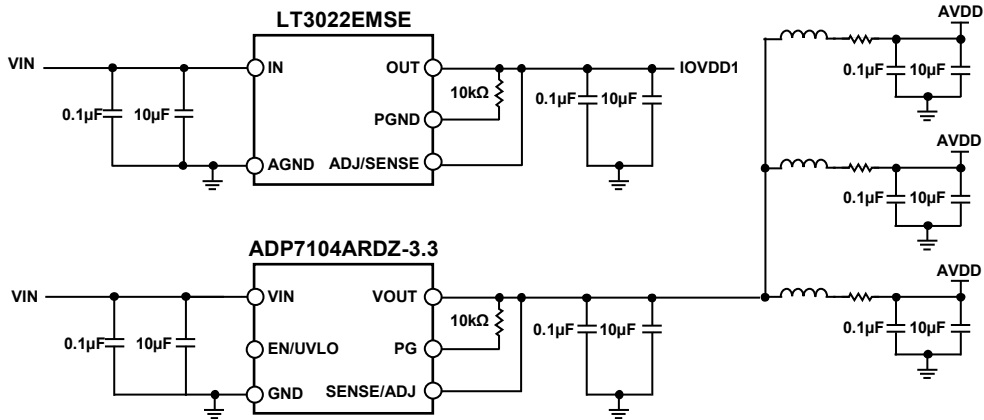 LT3022EMSE
VIN
0.1µF
10µF
IN
AGND
OUT
PGND
ADJ/SENSE
10kΩ
0.1µF
10µF
IOVDD1
ADP7104ARDZ-3.3
VIN
0.1µF
10µF
VIN
EN/UVLO
GND
VOUT
PG
SENSE/ADJ
10kΩ
0.1µF
10µF
AVDD
0.1µF
10µF
AVDD
0.1µF
10µF
AVDD
0.1µF
10µF